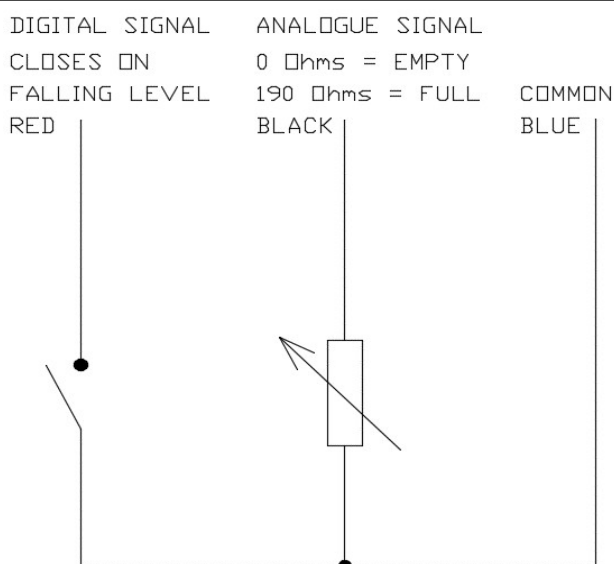 DIGITAL SIGNAL
CLOSES ON
FALLING LEVEL
RED
ANALOGUE SIGNAL
0 Ohms = EMPTY
190 Ohms = FULL
BLACK
COMMON
BLUE